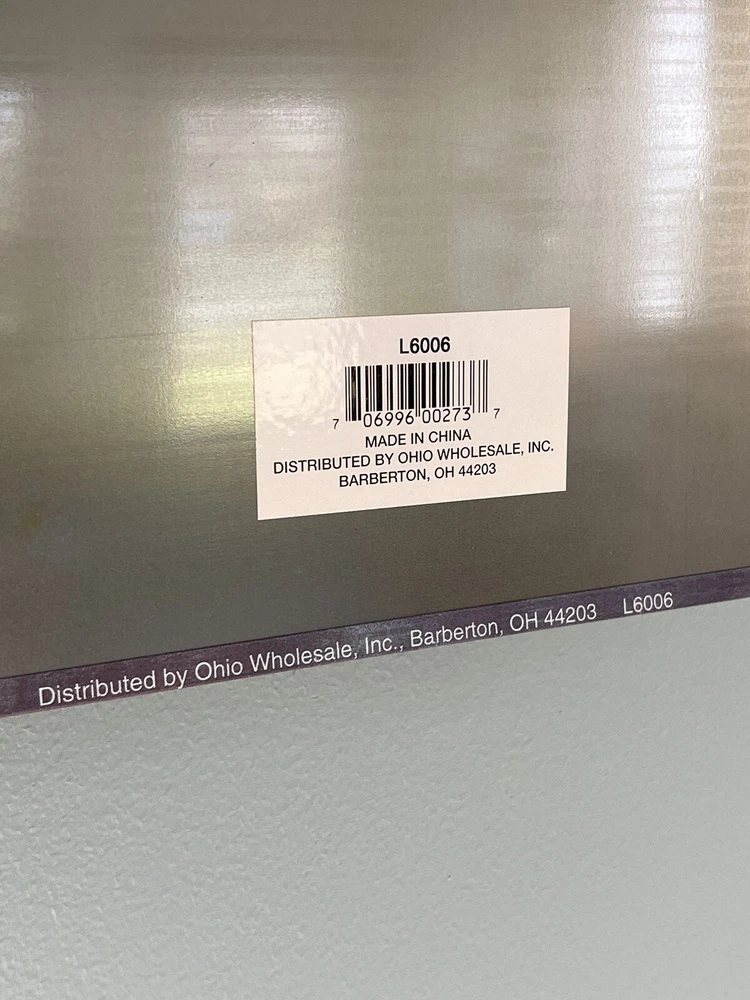 L6006
7 06996 00273 7
MADE IN CHINA
DISTRIBUTED BY OHIO WHOLESALE, INC.
BARBERTON, OH 44203
Distributed by Ohio Wholesale, Inc., Barberton, OH 44203 L6006